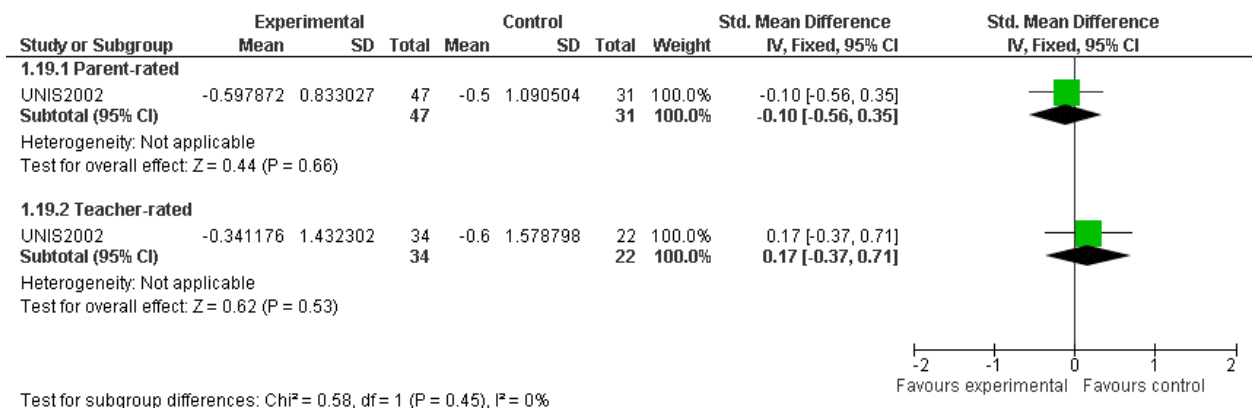 Experimental Control Std. Mean Difference Std. Mean Difference
Study or Subgroup Mean SD Total Mean SD Total Weight IV, Fixed, 95% CI IV, Fixed, 95% CI
1.19.1 Parent-rated
UNIS2002 -0.597872 0.833027 47 -0.5 1.090504 31 100.0% -0.10 [-0.56, 0.35]
Subtotal (95% CI) 47 31 100.0% -0.10 [-0.56, 0.35]
Heterogeneity: Not applicable
Test for overall effect: Z = 0.44 (P = 0.66)
1.19.2 Teacher-rated
UNIS2002 -0.341176 1.432302 34 -0.6 1.578798 22 100.0% 0.17 [-0.37, 0.71]
Subtotal (95% CI) 34 22 100.0% 0.17 [-0.37, 0.71]
Heterogeneity: Not applicable
Test for overall effect: Z = 0.62 (P = 0.53)
-2 -1 0 1 2
Favours experimental Favours control
Test for subgroup differences: Chi² = 0.58, df = 1 (P = 0.45), I² = 0%